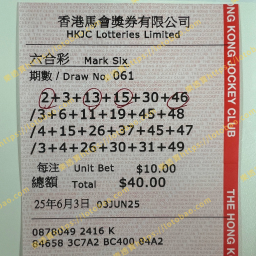 香港馬會獎券有限公司
HKJC Lotteries Limited
六合彩 Mark Six
期數 / Draw No. 061
2+3+13+15+30+46
/3+6+11+19+45+48
/4+15+26+37+45+47
/3+4+26+30+31+49
每注 Unit Bet $10.00
總額 Total $40.00
25年6月3日 03JUN25
0878049 2416 K
84658 3C7A2 BC400 04A2
HONG KONG JOCKEY CLUB
THE HONG K